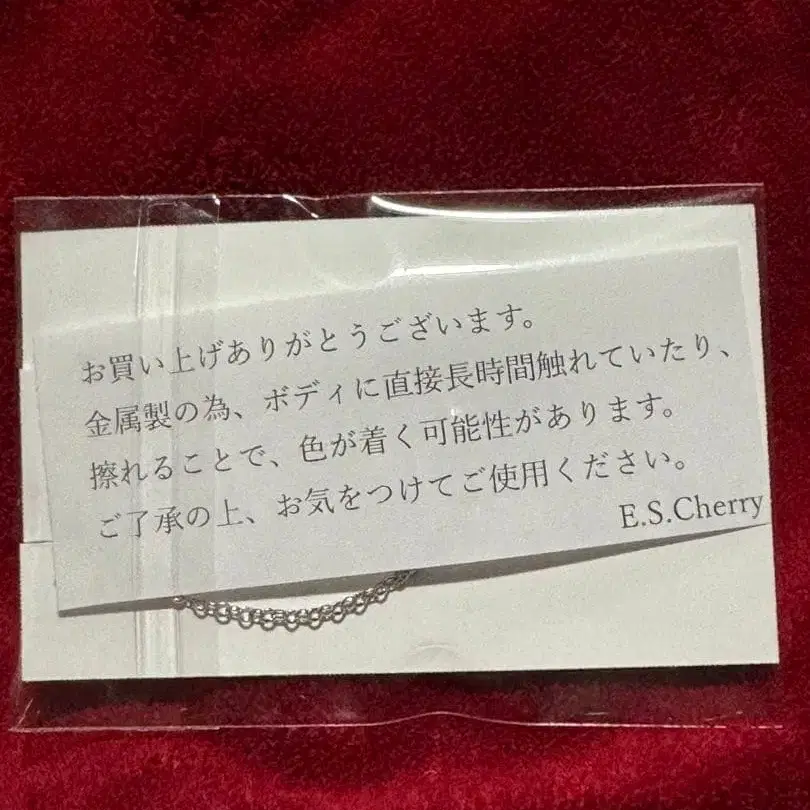 お買い上げありがとうございます。
金属製の為、ボディに直接長時間触れていたり、
擦れることで、色が着く可能性があります。
ご了承の上、お気をつけてご使用ください。
E.S.Cherry